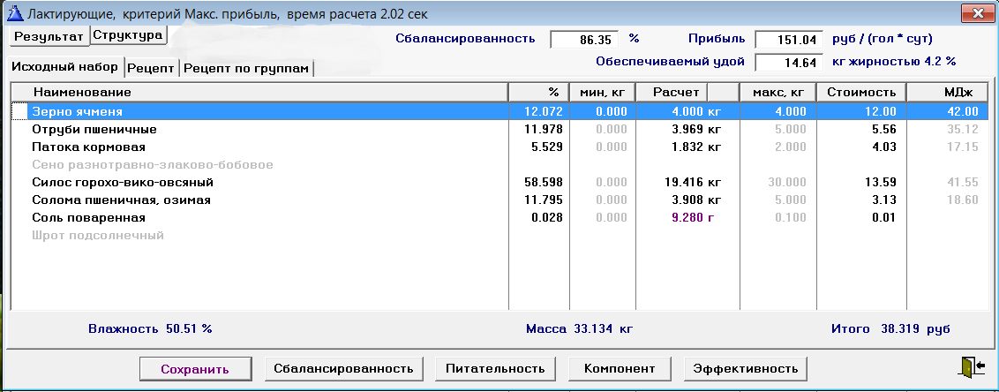 Лактирующие, критерий Макс. прибыль, время расчета 2.02 сек
Результат Структура
Сбалансированность 86.35 % Прибыль 151.04 руб / (гол * сут)
Обеспечиваемый удой 14.64 кг жирностью 4.2 %
Исходный набор Рецепт Рецепт по группам
Наименование % мин, кг Расчет макс, кг Стоимость МДж
Зерно ячменя 12.072 0.000 4.000 кг 4.000 12.00 42.00
Отруби пшеничные 11.978 0.000 3.969 кг 5.000 5.56 35.12
Патока кормовая 5.529 0.000 1.832 кг 2.000 4.03 17.15
Сено разнотравно-злаково-бобовое
Силос горохо-вико-овсяный 58.598 0.000 19.416 кг 30.000 13.59 41.55
Солома пшеничная, озимая 11.795 0.000 3.908 кг 5.000 3.13 18.60
Соль поваренная 0.028 0.000 9.280 г 0.100 0.01
Шрот подсолнечный
Влажность 50.51 % Масса 33.134 кг Итого 38.319 руб
Сохранить Сбалансированность Питательность Компонент Эффективность